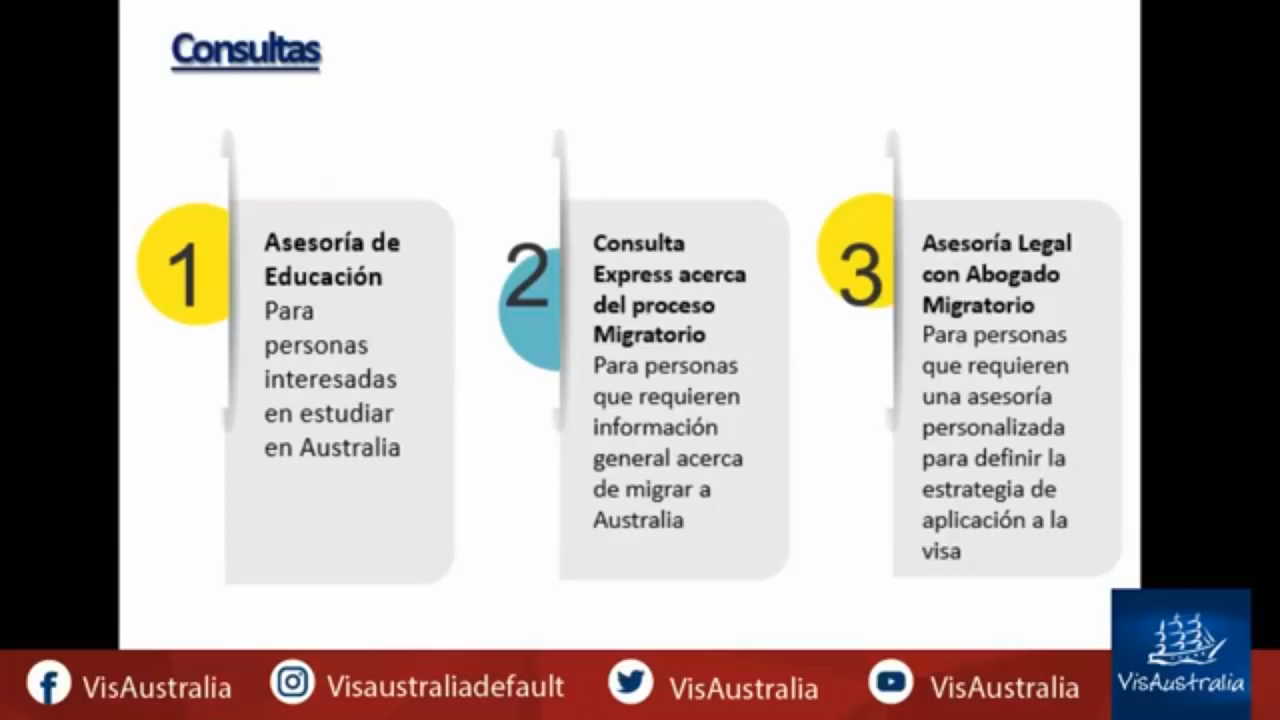 Consultas
1
Asesoría de
Educación
Para
personas
interesadas
en estudiar
en Australia
2
Consulta
Express acerca
del proceso
Migratorio
Para personas
que requieren
información
general acerca
de migrar a
Australia
3
Asesoría Legal
con Abogado
Migratorio
Para personas
que requieren
una asesoría
personalizada
para definir la
estrategia de
aplicación a la
visa
VisAustralia
VisAustralia
Visaustraliadefault
VisAustralia
VisAustralia